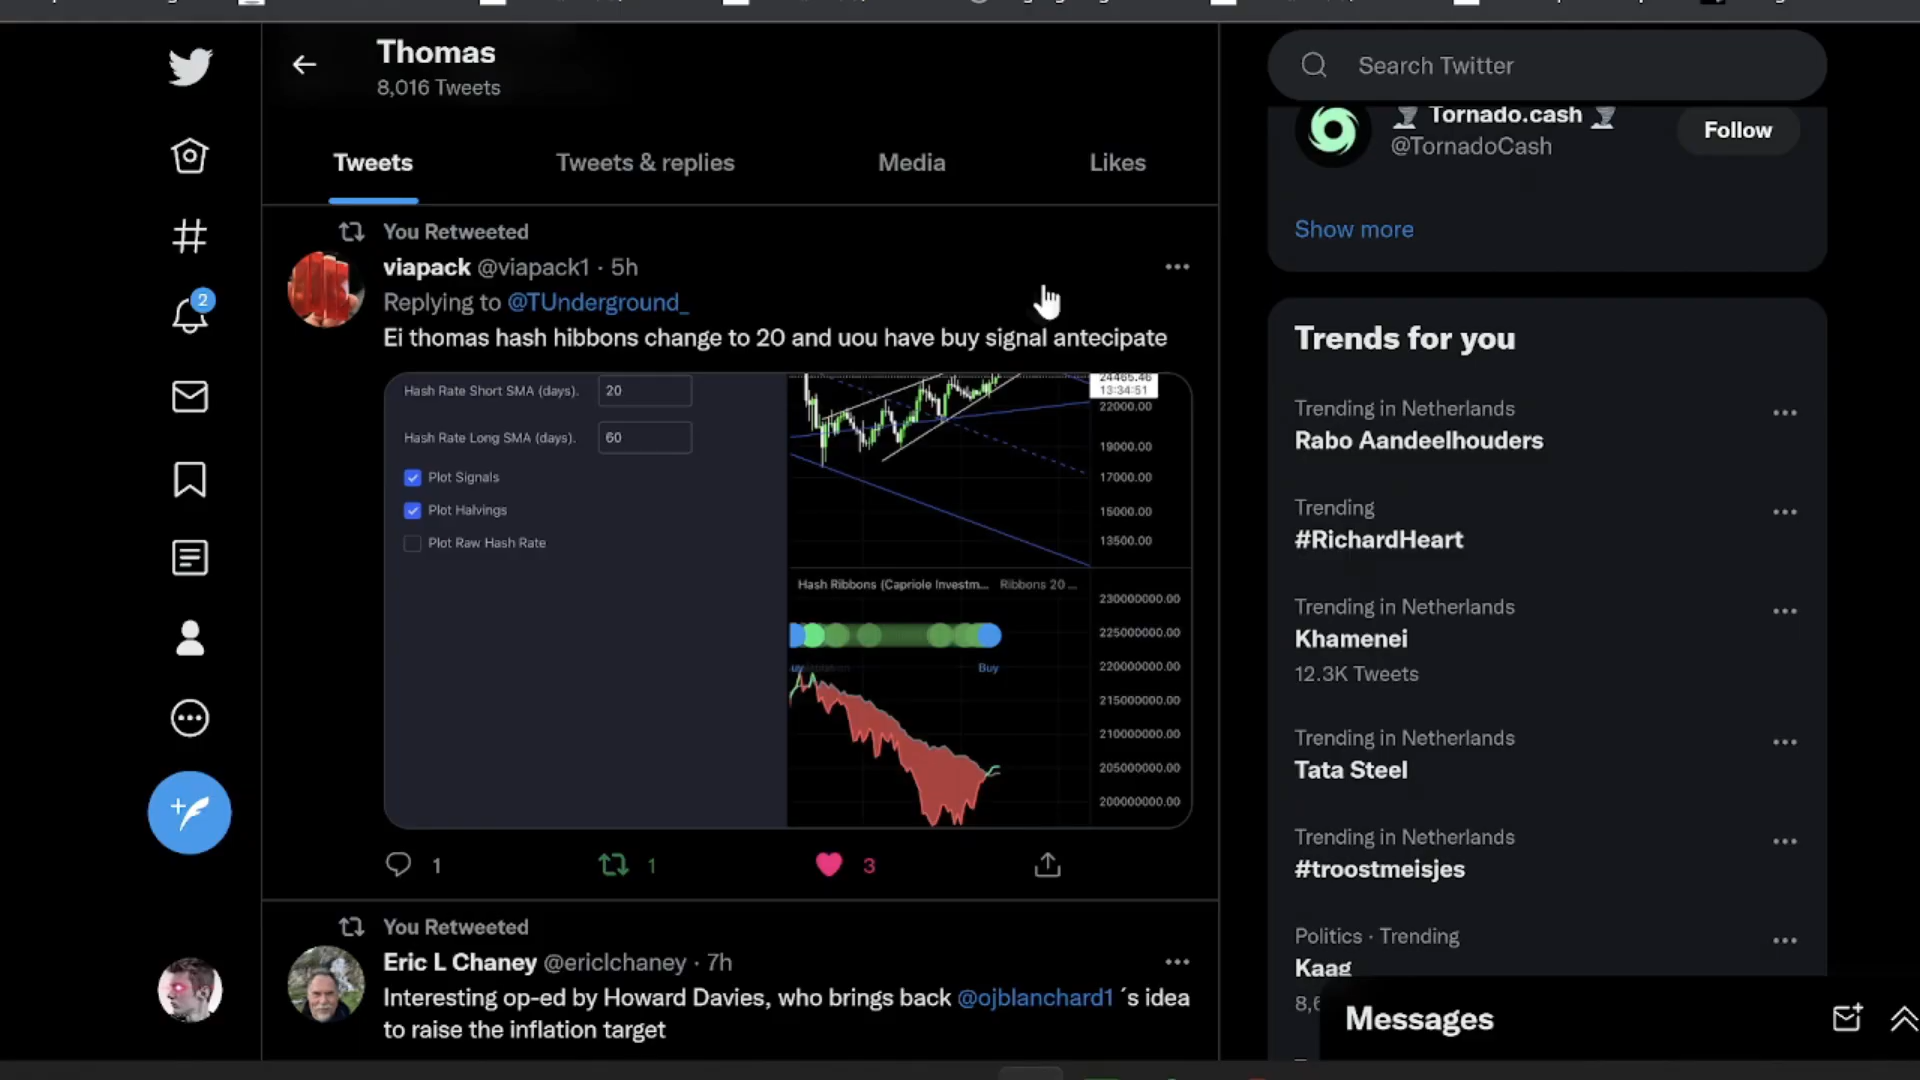 Thomas
8,016 Tweets
Search Twitter
Tornado.cash
@TornadoCash
Follow
Show more
Tweets
Tweets & replies
Media
Likes
You Retweeted
viapack @viapack1 · 5h
Replying to @TUnderground_
Ei thomas hash hibbons change to 20 and uou have buy signal antecipate
Hash Rate Short SMA (days). 20
Hash Rate Long SMA (days). 60
Plot Signals
Plot Halvings
Plot Raw Hash Rate
24465.46
13:34:51
22000.00
19000.00
17000.00
15000.00
13500.00
Hash Ribbons (Capriole Investm... Ribbons 20 ...
230000000.00
225000000.00
220000000.00
215000000.00
210000000.00
205000000.00
200000000.00
Buy
1
1
3
You Retweeted
Eric L Chaney @ericlchaney · 7h
Interesting op-ed by Howard Davies, who brings back @ojblanchard1 ´s idea
to raise the inflation target
2
Trends for you
Trending in Netherlands
Rabo Aandeelhouders
Trending
#RichardHeart
Trending in Netherlands
Khamenei
12.3K Tweets
Trending in Netherlands
Tata Steel
Trending in Netherlands
#troostmeisjes
Politics · Trending
Kaag
Messages